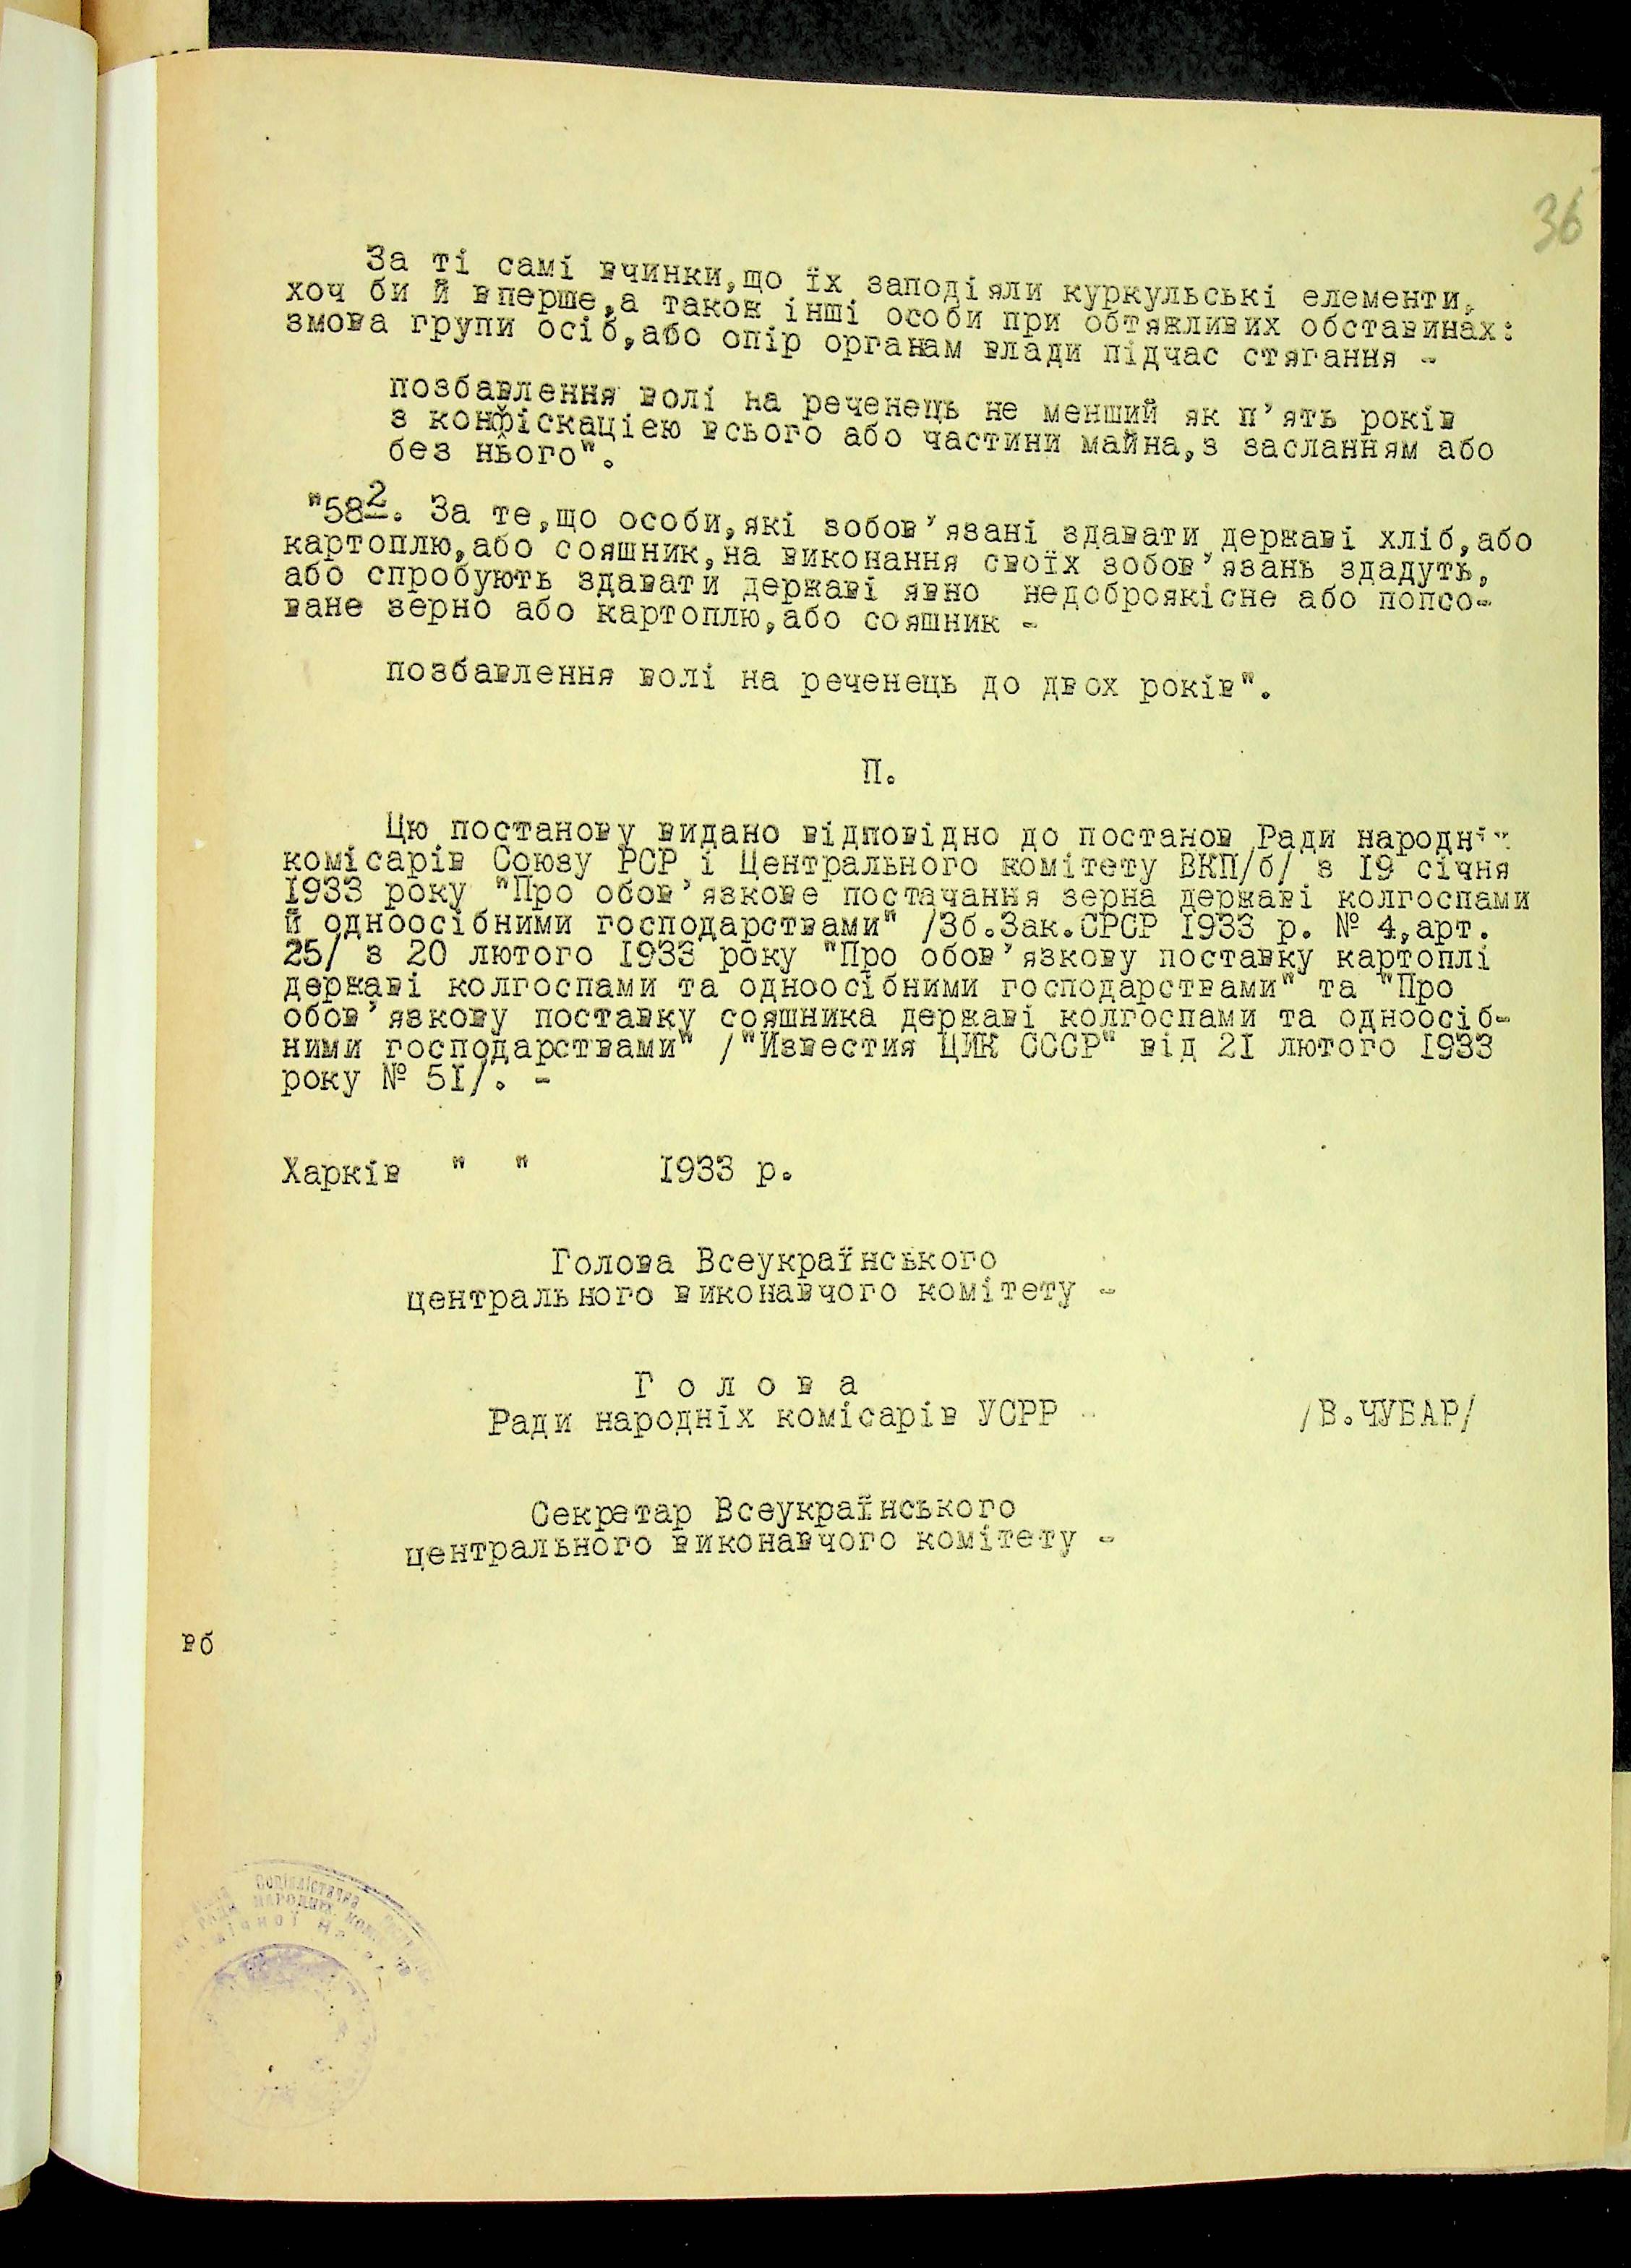 36
За ті самі вчинки,що їх заподіяли куркульські елементи,
хоч би й вперше,а також інші особи при обтяжливих обставинах:
змова групи осіб,або опір органам влади підчас стягання -
позбавлення волі на реченець не менший як п’ять років
з конфіскацією всього або частини майна,з засланням або
без нього".
"58². За те,що особи,які зобов’язані здавати державі хліб,або
картоплю,або сояшник,на виконання своїх зобов’язань здадуть,
або спробують здавати державі явно недоброякісне або попсо-
ване зерно або картоплю,або сояшник -
позбавлення волі на реченець до двох років".
П.
Цю постанову видано відповідно до постанов Ради народніх
комісарів Союзу РСР і Центрального комітету ВКП/б/ з 19 січня
1933 року "Про обов’язкове постачання зерна державі колгоспами
й одноосібними господарствами" /Зб.Зак.СРСР 1933 р. № 4,арт.
25/ з 20 лютого 1933 року "Про обов’язкову поставку картоплі
державі колгоспами та одноосібними господарствами" та "Про
обов’язкову поставку сояшника державі колгоспами та одноосіб-
ними господарствами" /"Известия ЦИК СССР" від 21 лютого 1933
року № 51/. -
Харків " " 1933 р.
Голова Всеукраїнського
центрального виконавчого комітету -
Г о л о в а
Ради народніх комісарів УСРР - /В.ЧУБАР/
Секретар Всеукраїнського
центрального виконавчого комітету -
вб
Соціялістична